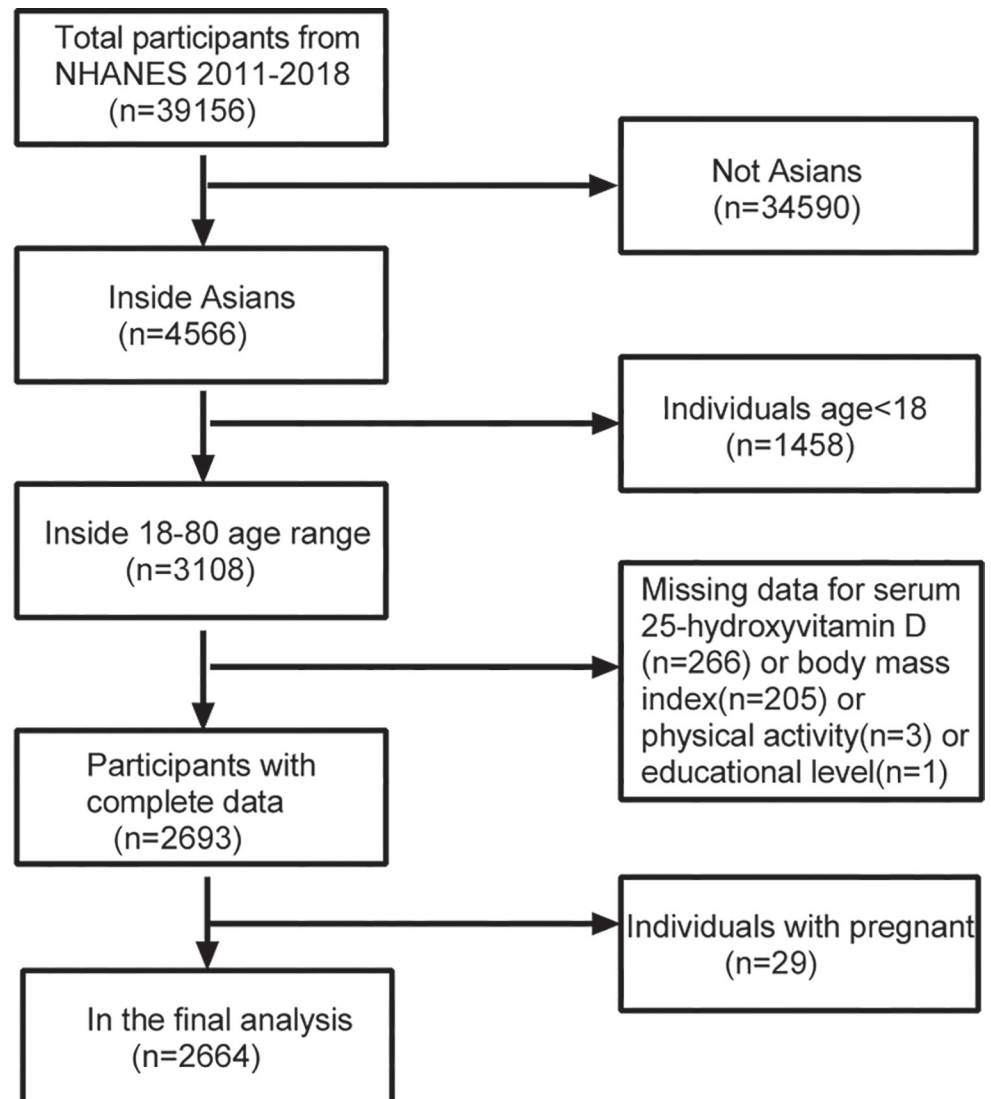 Total participants from
NHANES 2011-2018
(n=39156)
Not Asians
(n=34590)
Inside Asians
(n=4566)
Individuals age<18
(n=1458)
Inside 18-80 age range
(n=3108)
Missing data for serum
25-hydroxyvitamin D
(n=266) or body mass
index(n=205) or
physical activity(n=3) or
educational level(n=1)
Participants with
complete data
(n=2693)
Individuals with pregnant
(n=29)
In the final analysis
(n=2664)